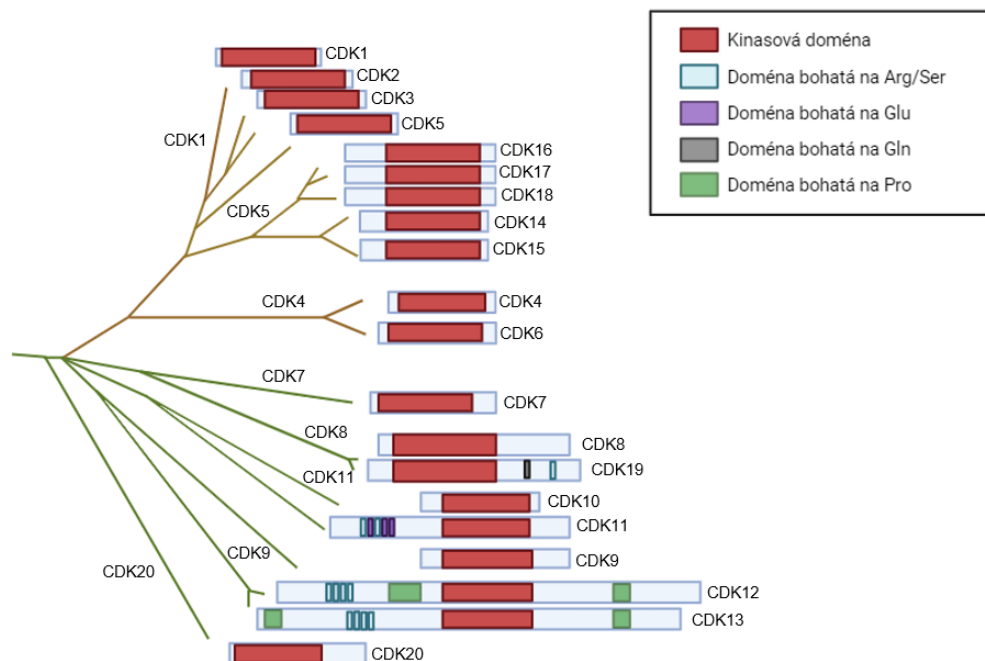 CDK1
CDK2
CDK3
CDK5
CDK1
CDK16
CDK17
CDK18
CDK5
CDK14
CDK15
CDK4
CDK4
CDK6
CDK7
CDK7
CDK8
CDK8
CDK19
CDK11
CDK10
CDK11
CDK9
CDK9
CDK20
CDK12
CDK13
CDK20
Kinasová doména
Doména bohatá na Arg/Ser
Doména bohatá na Glu
Doména bohatá na Gln
Doména bohatá na Pro